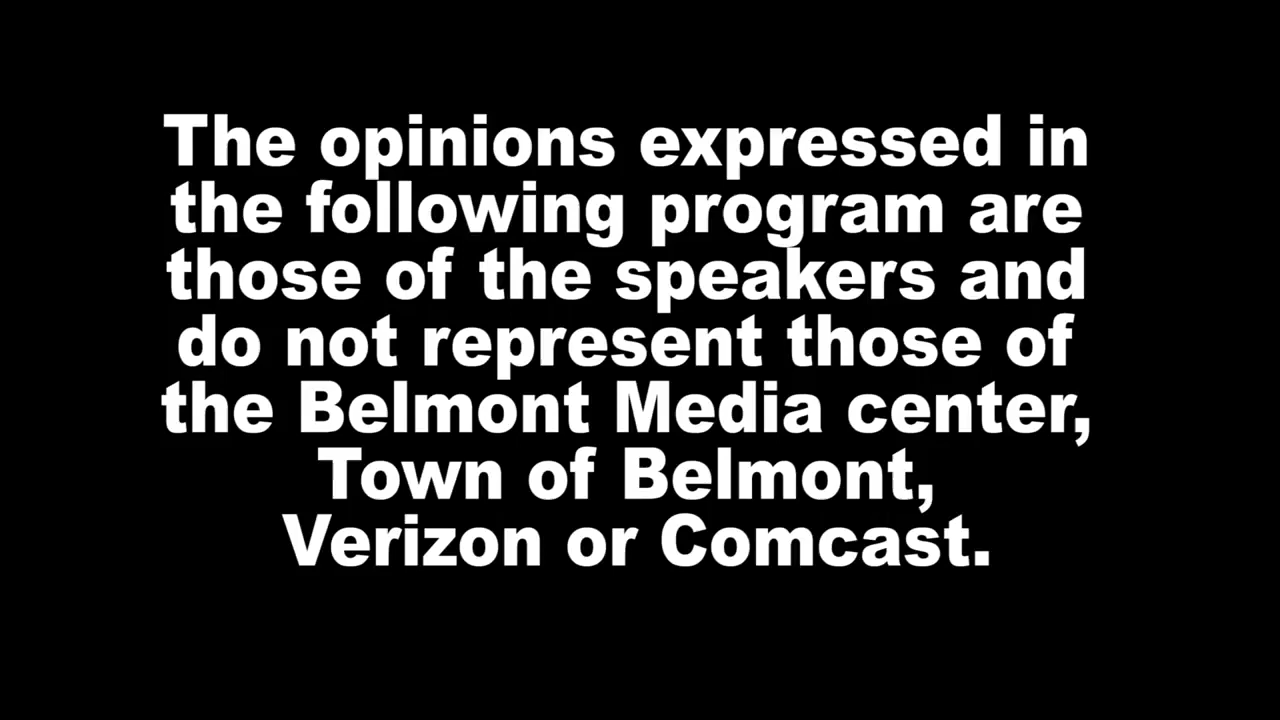 The opinions expressed in
the following program are
those of the speakers and
do not represent those of
the Belmont Media center,
Town of Belmont,
Verizon or Comcast.